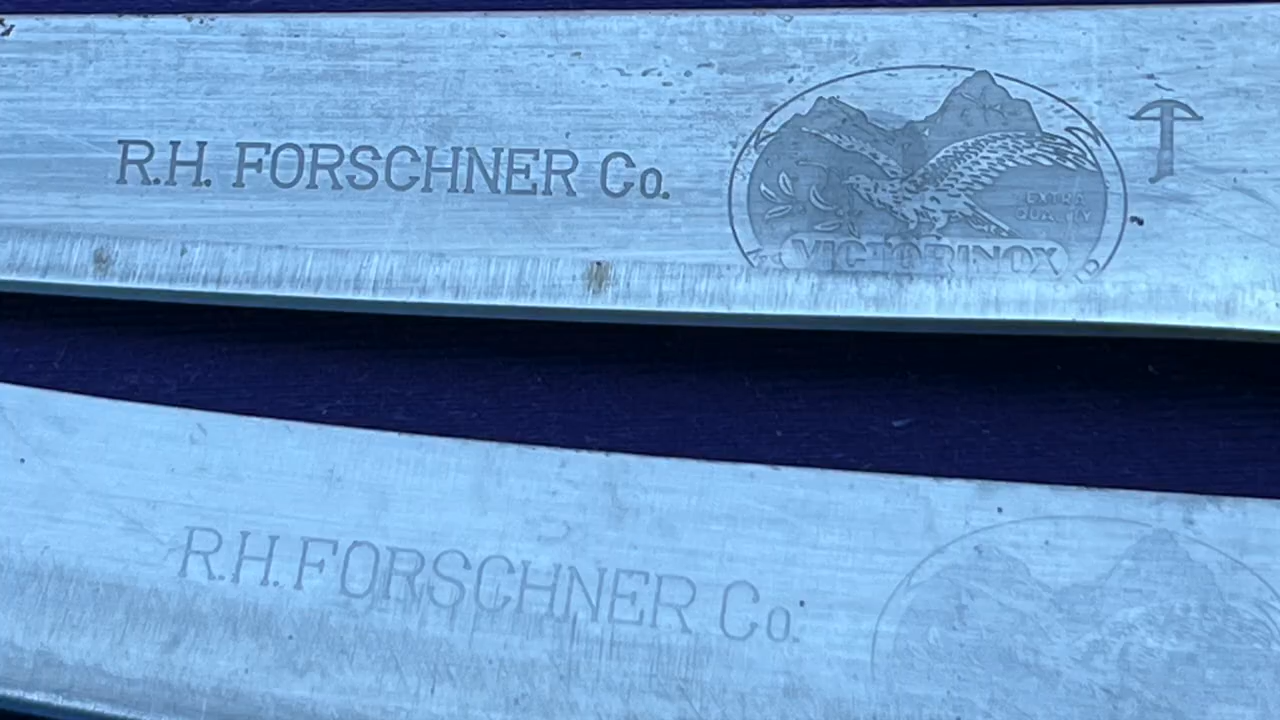 R.H. FORSCHNER Co.
EXTRA
QUALITY
VICTORINOX
R.H. FORSCHNER Co.